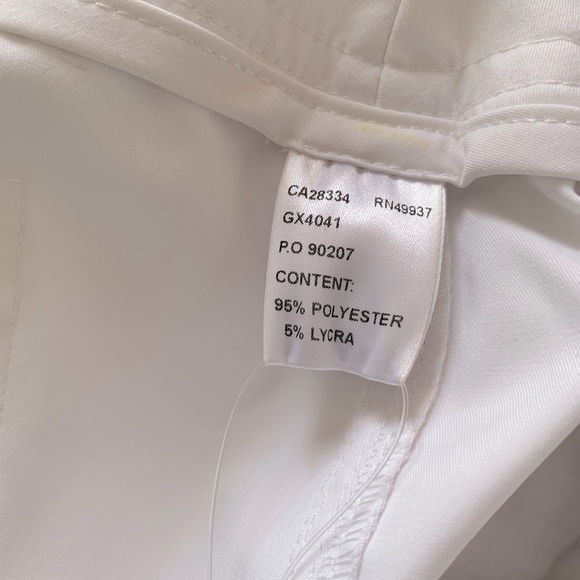 CA28334 RN49937
GX4041
P.O 90207
CONTENT:
95% POLYESTER
5% LYCRA